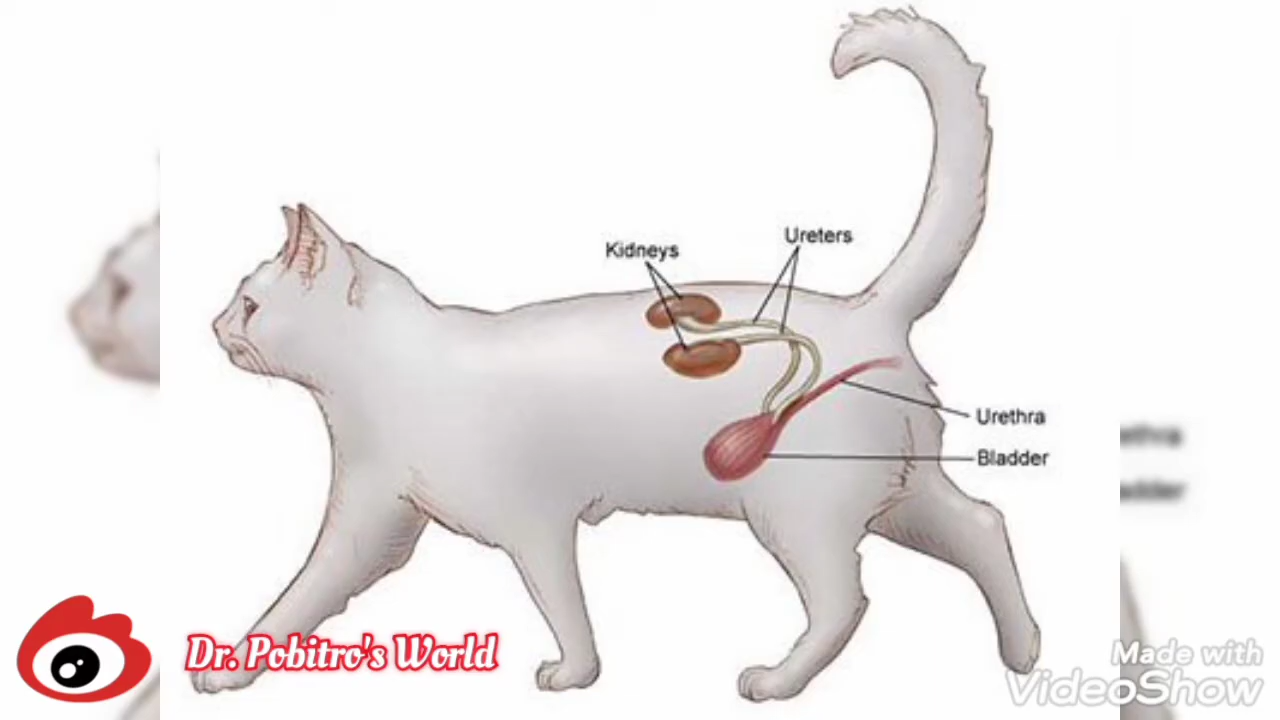 Kidneys
Ureters
Urethra
Bladder
Dr. Pobitro's World
Made with
VideoShow